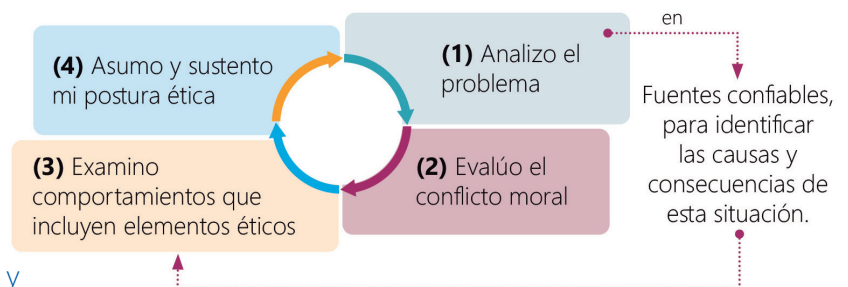 (1) Analizo el
problema
en
Fuentes confiables,
para identificar
las causas y
consecuencias de
esta situación.
(2) Evalúo el
conflicto moral
(3) Examino
comportamientos que
incluyen elementos éticos
(4) Asumo y sustento
mi postura ética
V